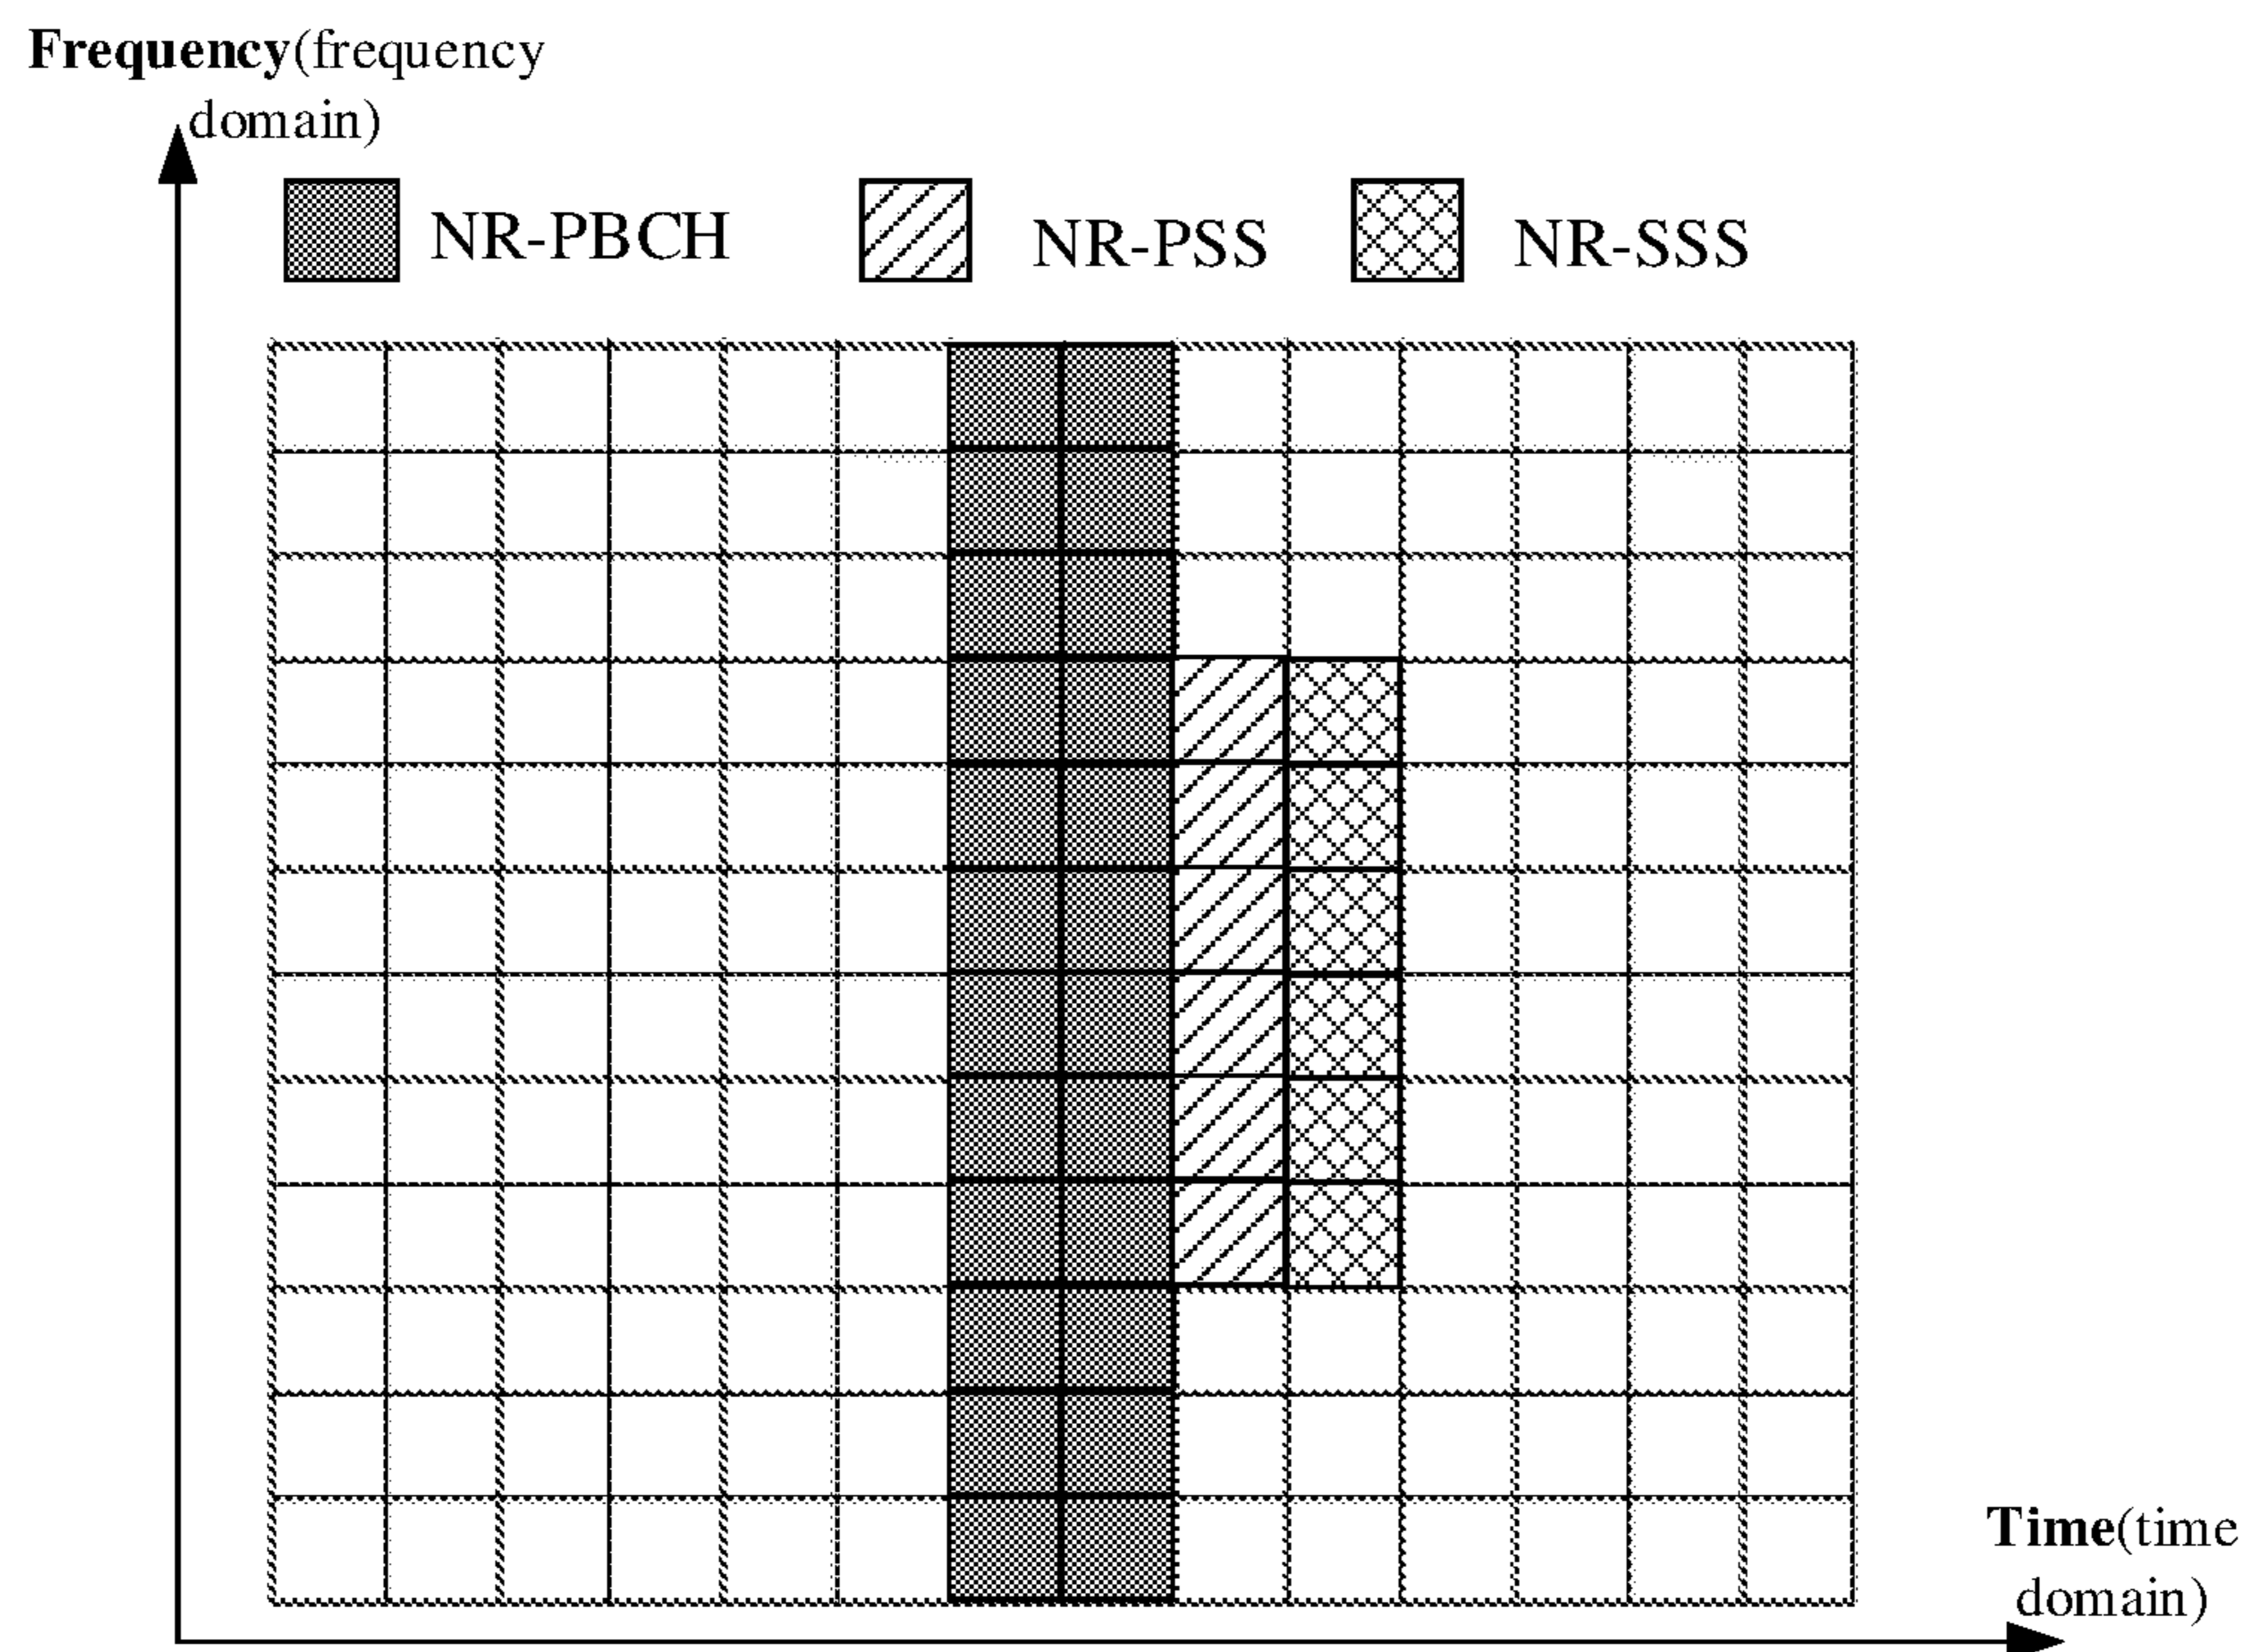 Frequency(frequency
domain)
NR-PBCH NR-PSS NR-SSS
Time(time
domain)